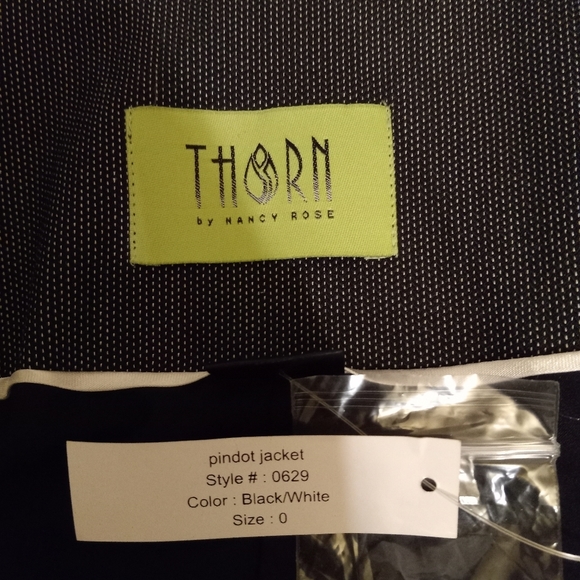 THORN
by NANCY ROSE
pindot jacket
Style # : 0629
Color : Black/White
Size : 0